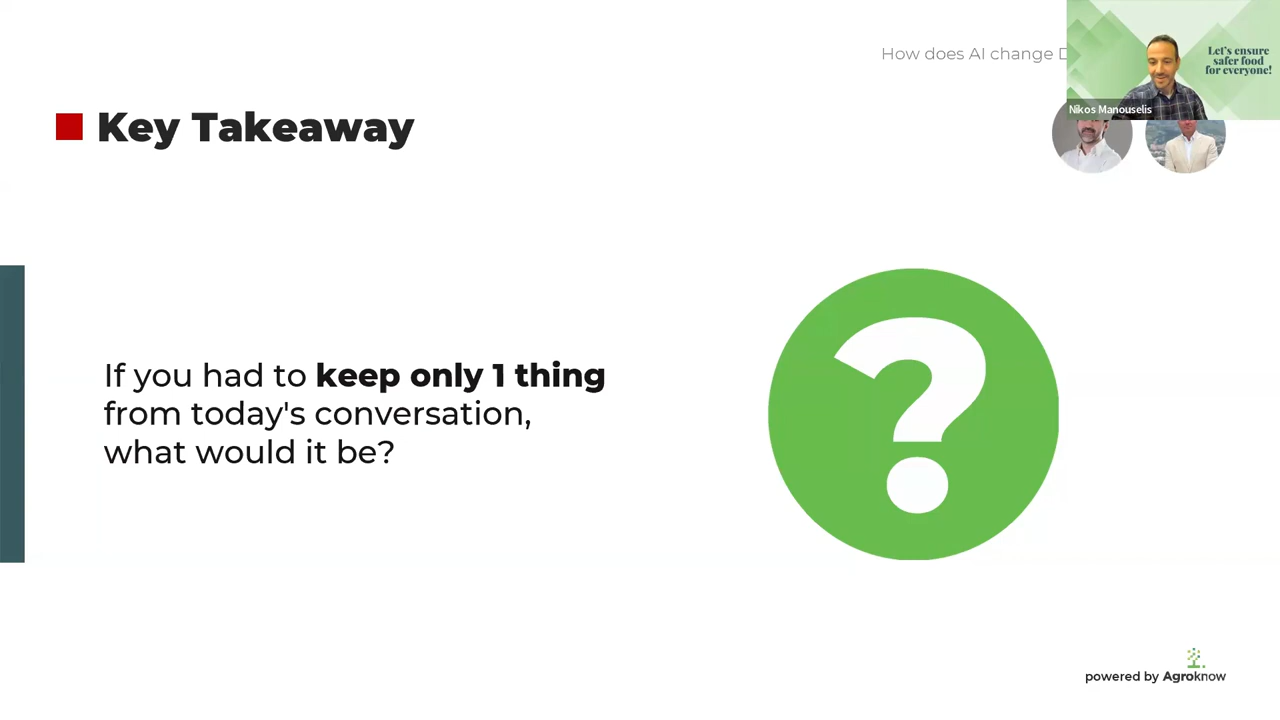 How does AI change
Let's ensure
safer food
for everyone!
Nikos Manouselis
Key Takeaway
If you had to keep only 1 thing
from today's conversation,
what would it be?
?
powered by Agroknow